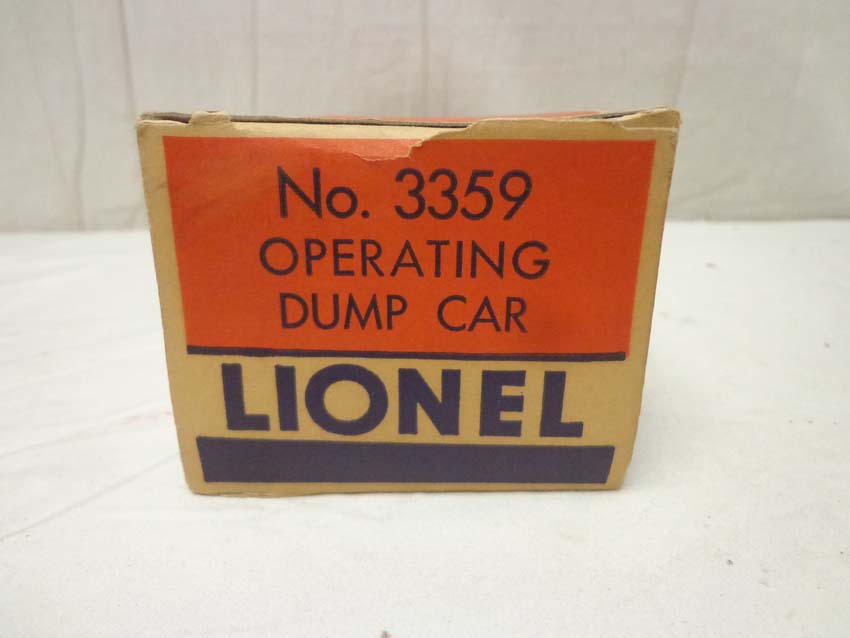 No. 3359
OPERATING
DUMP CAR
LIONEL